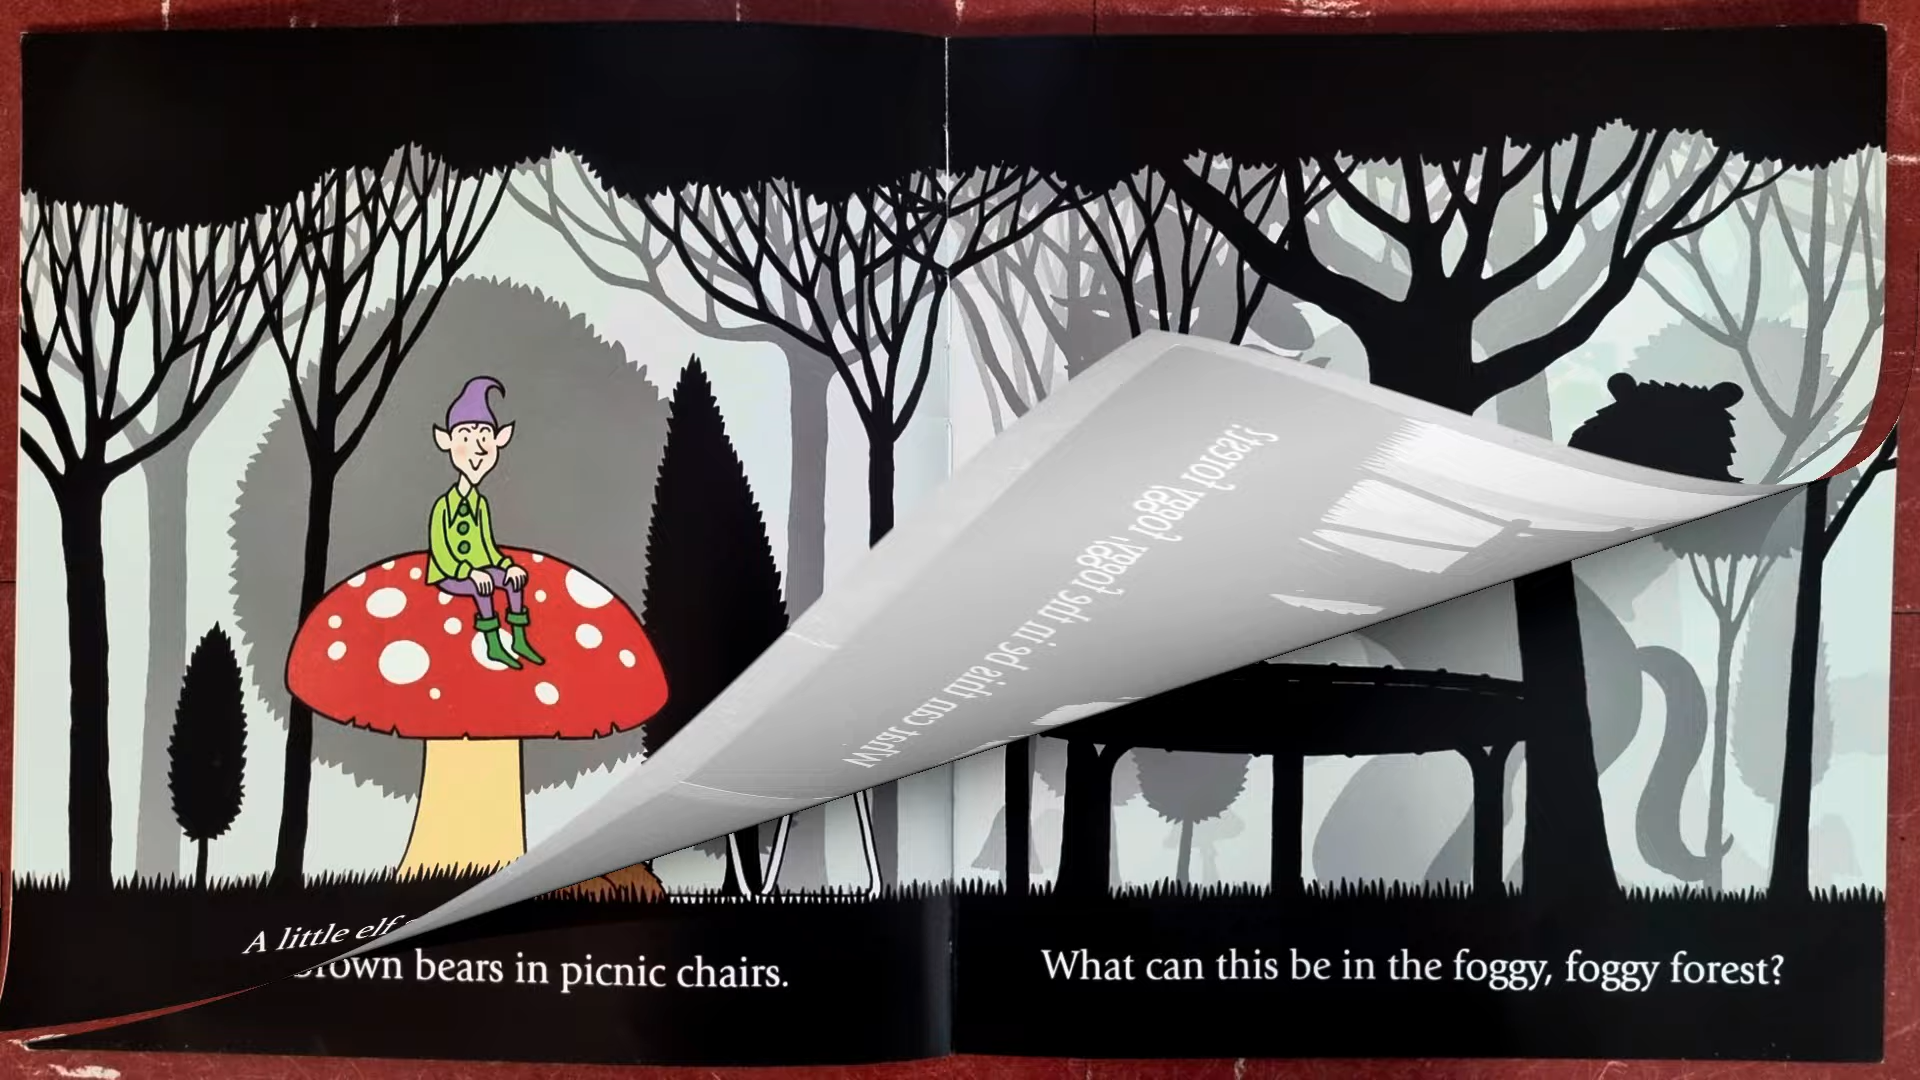 A little elf
brown bears in picnic chairs.
What can this be in the foggy, foggy forest?
What can this be in the foggy, foggy forest?